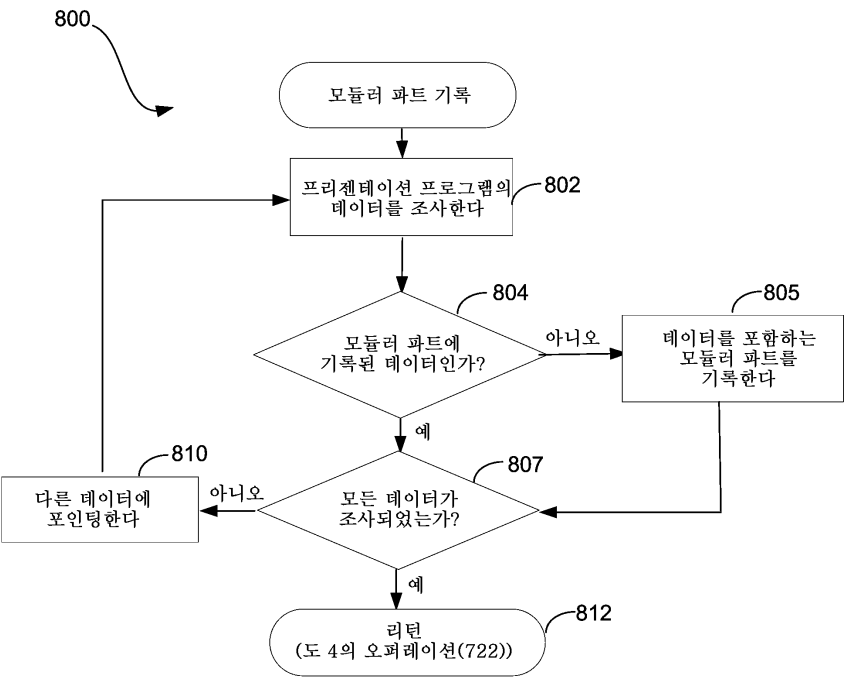 800
모듈러 파트 기록
프리젠테이션 프로그램의
데이터를 조사한다
802
804
모듈러 파트에
기록된 데이터인가?
아니오
805
데이터를 포함하는
모듈러 파트를
기록한다
예
810
다른 데이터에
포인팅한다
아니오
807
모든 데이터가
조사되었는가?
예
812
리턴
(도 4의 오퍼레이션(722))